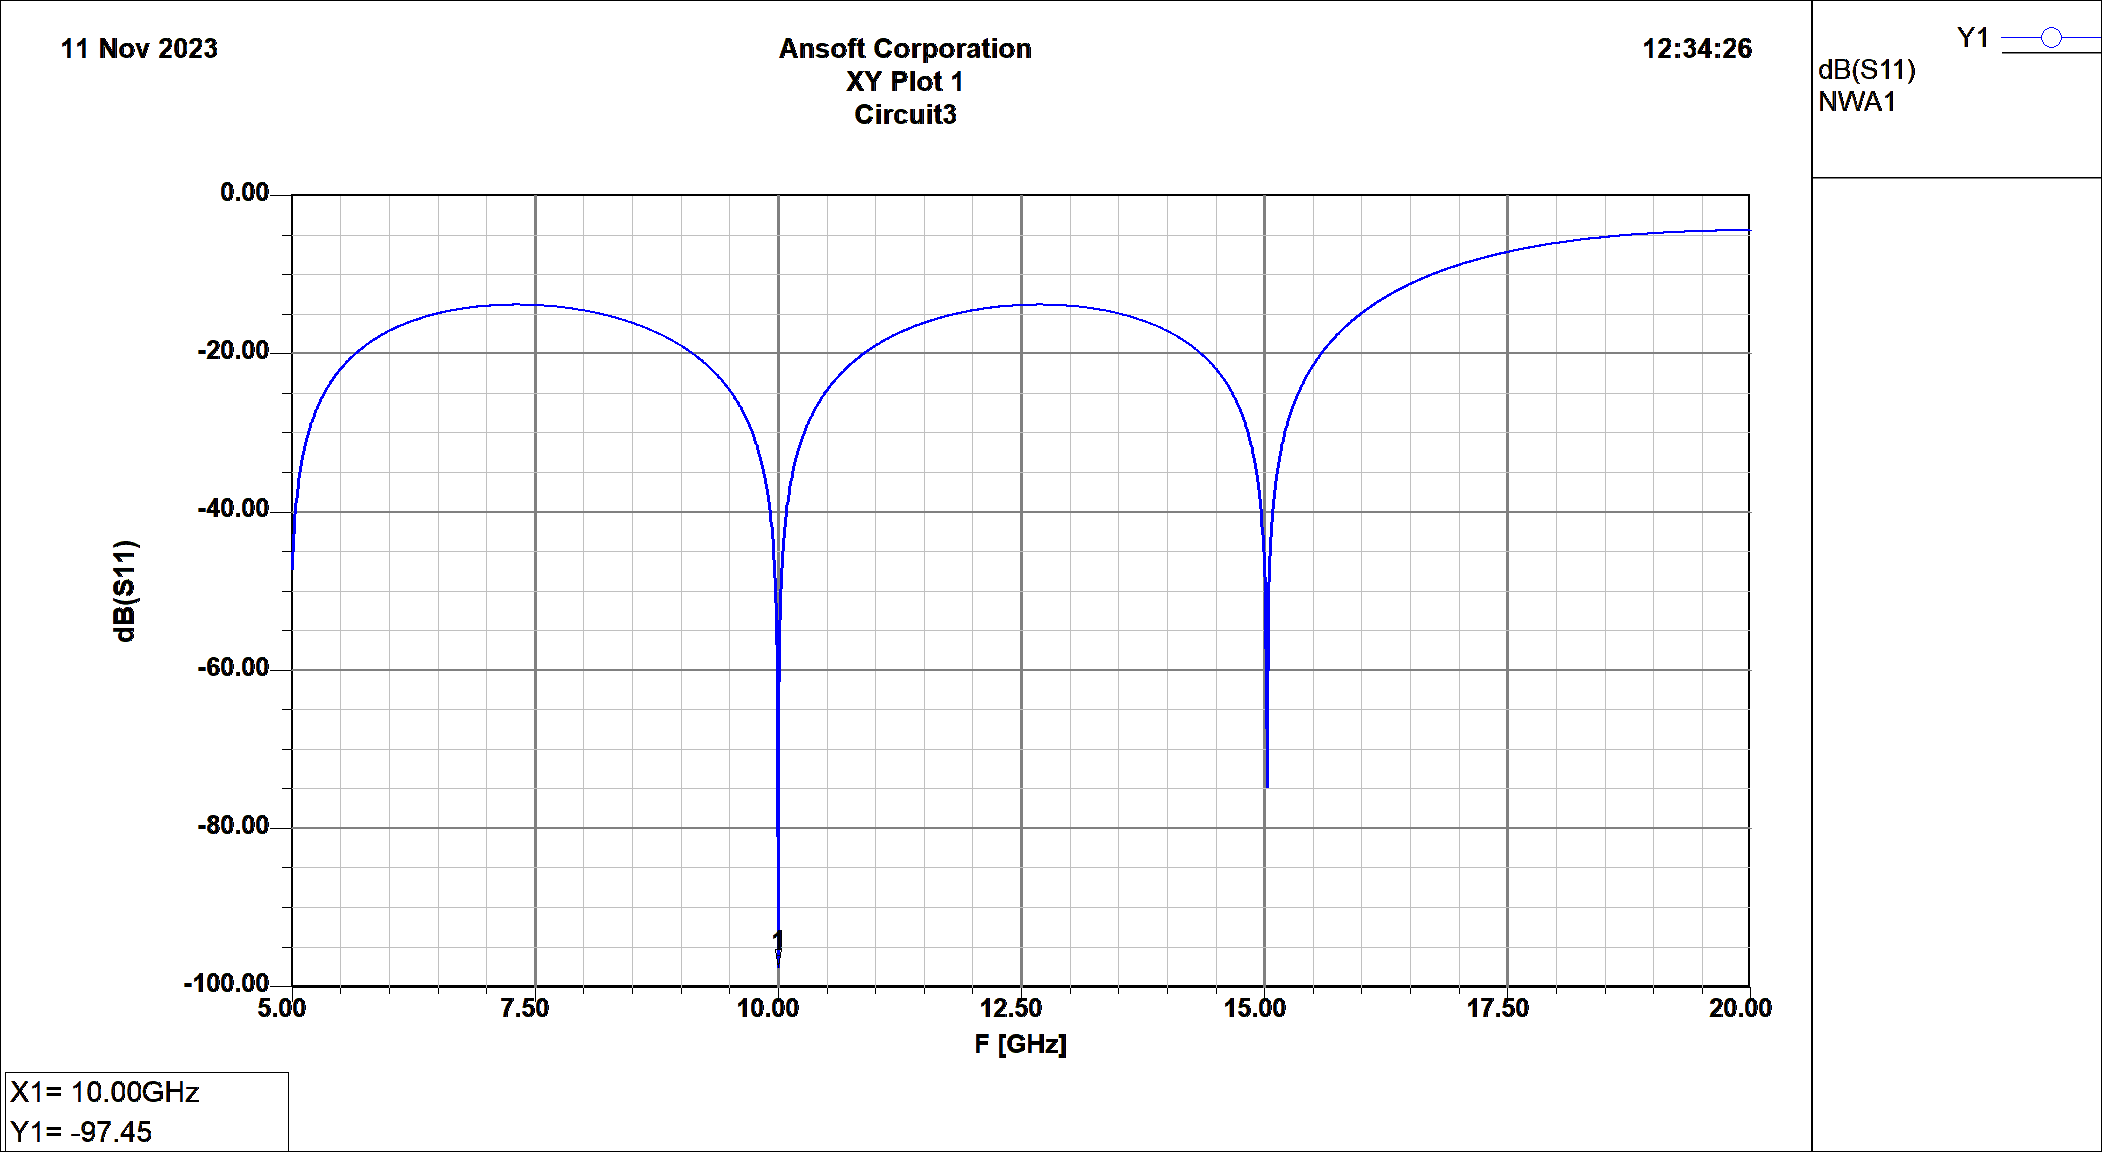 11 Nov 2023
Ansoft Corporation
12:34:26
XY Plot 1
Circuit3
Y1
dB(S11)
NWA1
0.00
-20.00
-40.00
-60.00
-80.00
-100.00
dB(S11)
1
5.00
7.50
10.00
12.50
15.00
17.50
20.00
F [GHz]
X1= 10.00GHz
Y1= -97.45